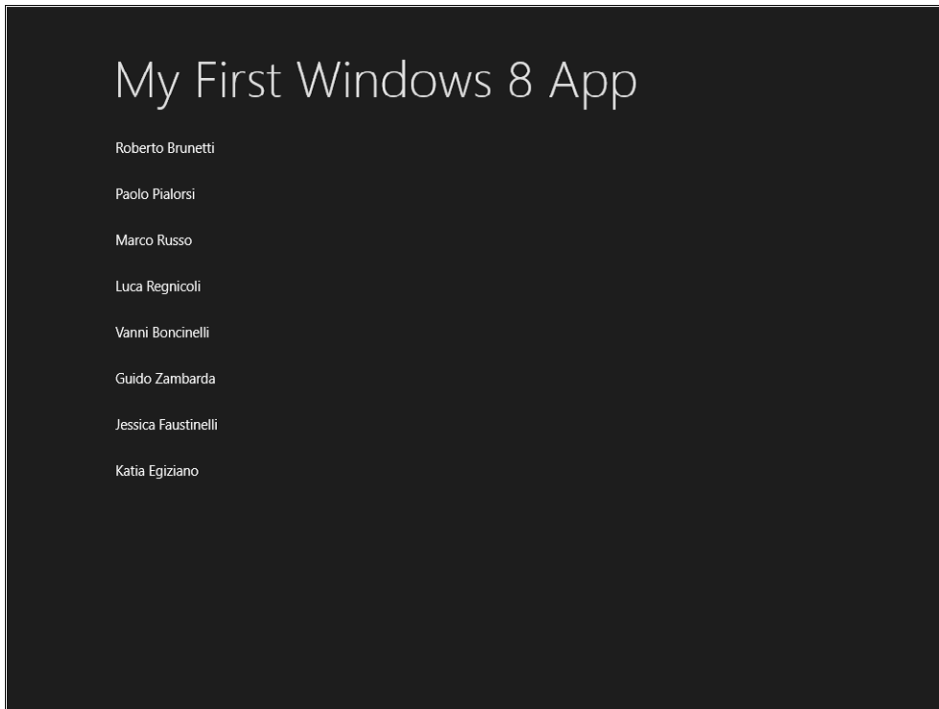 My First Windows 8 App
Roberto Brunetti
Paolo Pialorsi
Marco Russo
Luca Regnicoli
Vanni Boncinelli
Guido Zambarda
Jessica Faustinelli
Katia Egiziano